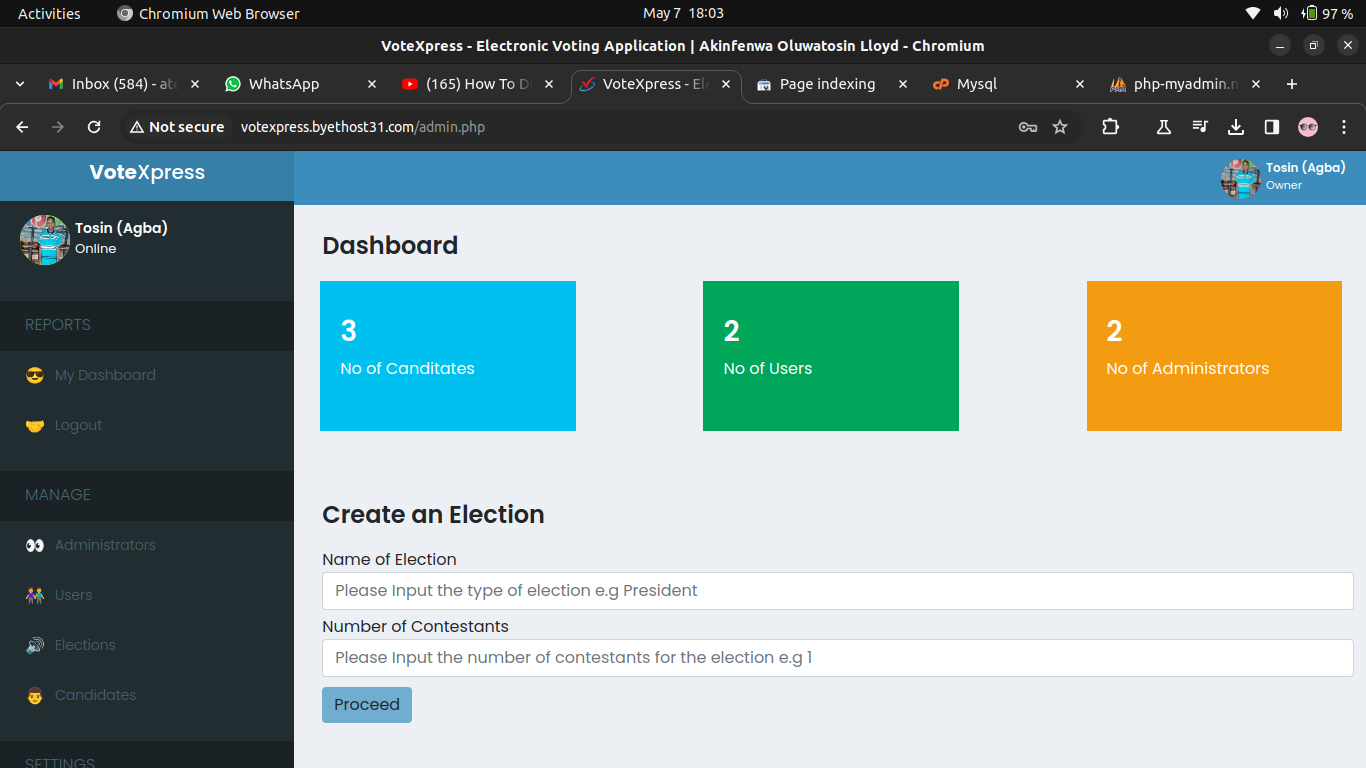 Activities
Chromium Web Browser
May 7 18:03
97 %
VoteXpress - Electronic Voting Application | Akinfenwa Oluwatosin Lloyd - Chromium
Inbox (584) - at
WhatsApp
(165) How To D
VoteXpress - El
Page indexing
Mysql
php-myadmin.n
Not secure
votexpress.byethost31.com/admin.php
VoteXpress
Tosin (Agba)
Owner
Tosin (Agba)
Online
REPORTS
My Dashboard
Logout
MANAGE
Administrators
Users
Elections
Candidates
SETTINGS
Dashboard
3
No of Canditates
2
No of Users
2
No of Administrators
Create an Election
Name of Election
Please Input the type of election e.g President
Number of Contestants
Please Input the number of contestants for the election e.g 1
Proceed